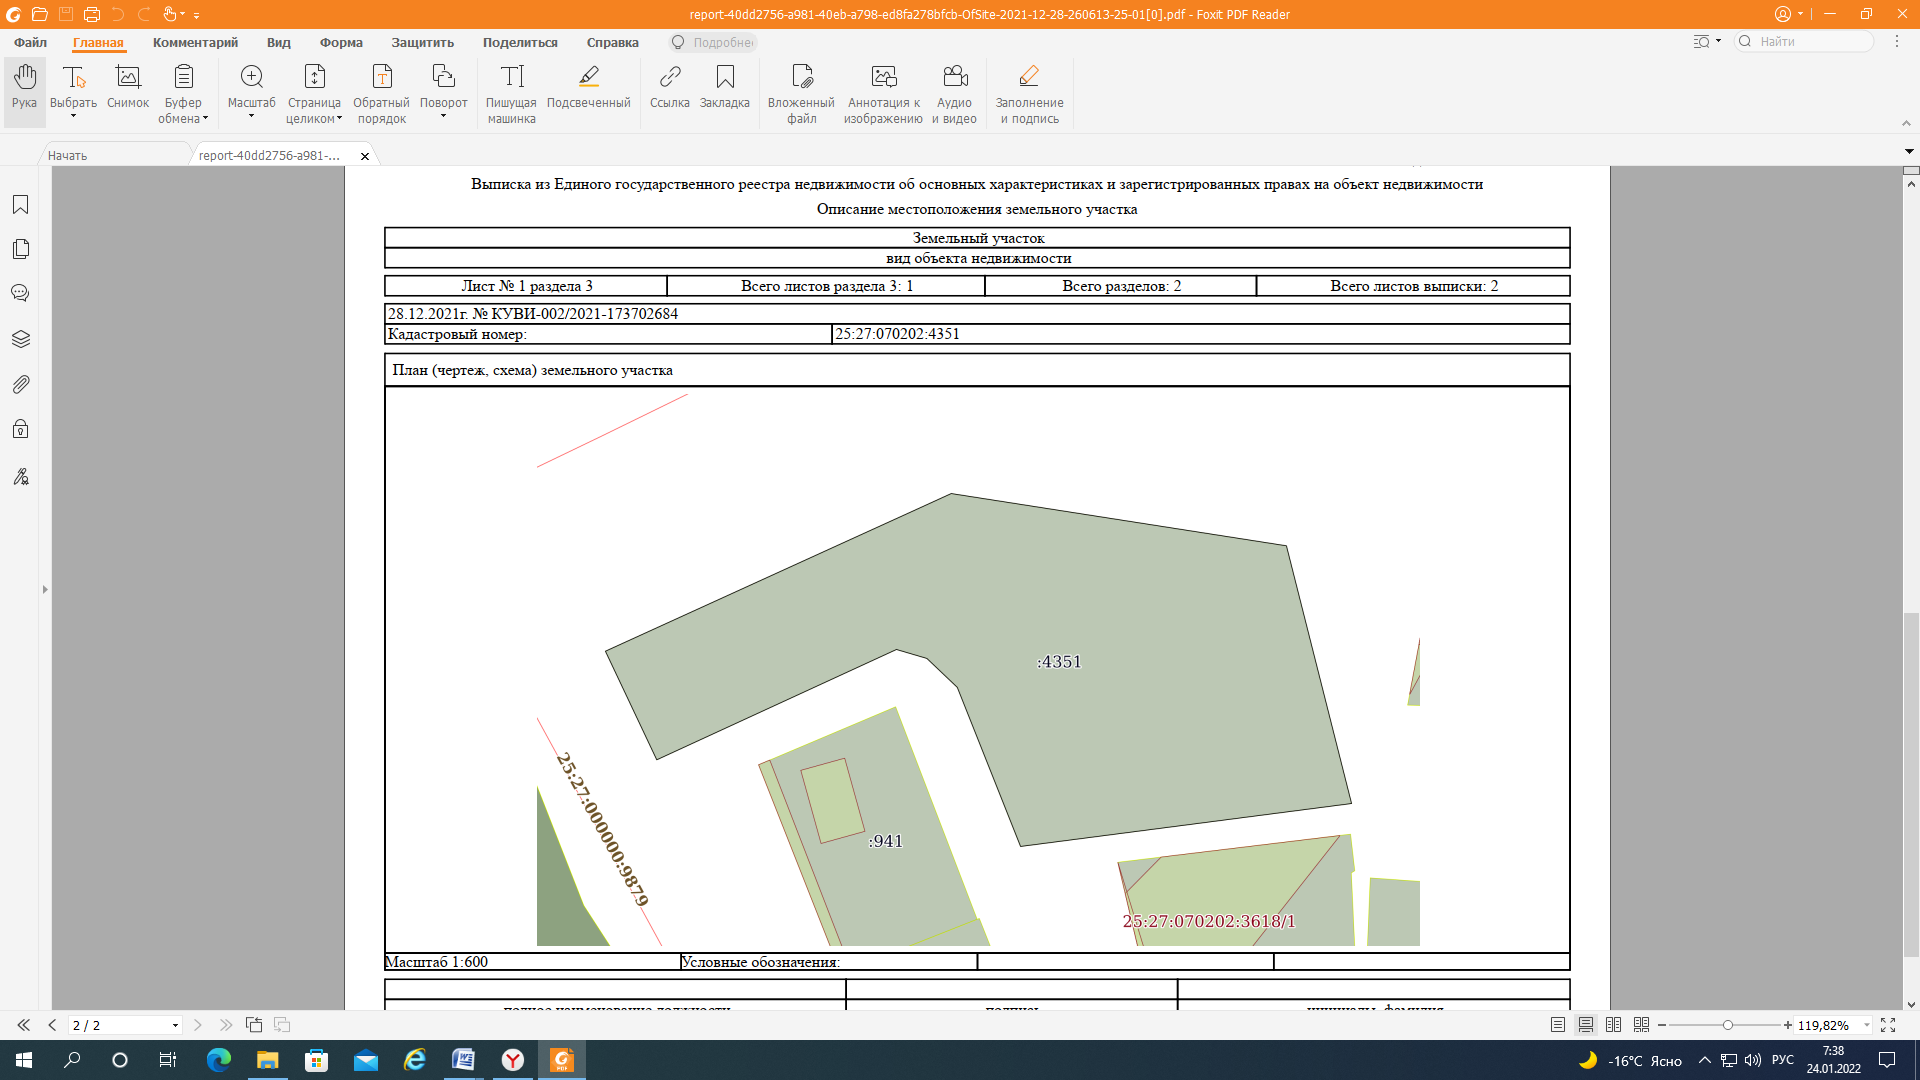 report-40dd2756-a981-40eb-a798-ed8fa278bfcb-OfSite-2021-12-28-260613-25-01[0].pdf - Foxit PDF Reader
Файл Главная Комментарий Вид Форма Защитить Поделиться Справка Подробнее Найти
Рука Выбрать Снимок Буфер обмена Масштаб Страница целиком Обратный порядок Поворот Пишущая машинка Подсвеченный Ссылка Закладка Вложенный файл Аннотация к изображению Аудио и видео Заполнение и подпись
Начать report-40dd2756-a981-...
Выписка из Единого государственного реестра недвижимости об основных характеристиках и зарегистрированных правах на объект недвижимости
Описание местоположения земельного участка
Земельный участок
вид объекта недвижимости
Лист № 1 раздела 3 Всего листов раздела 3: 1 Всего разделов: 2 Всего листов выписки: 2
28.12.2021г. № КУВИ-002/2021-173702684
Кадастровый номер: 25:27:070202:4351
План (чертеж, схема) земельного участка
:4351
25:27:000000:9879
:941
25:27:070202:3618/1
Масштаб 1:600 Условные обозначения:
полное наименование должности подпись инициалы, фамилия
2 / 2 119,82%
-16°C Ясно РУС 7:38
24.01.2022